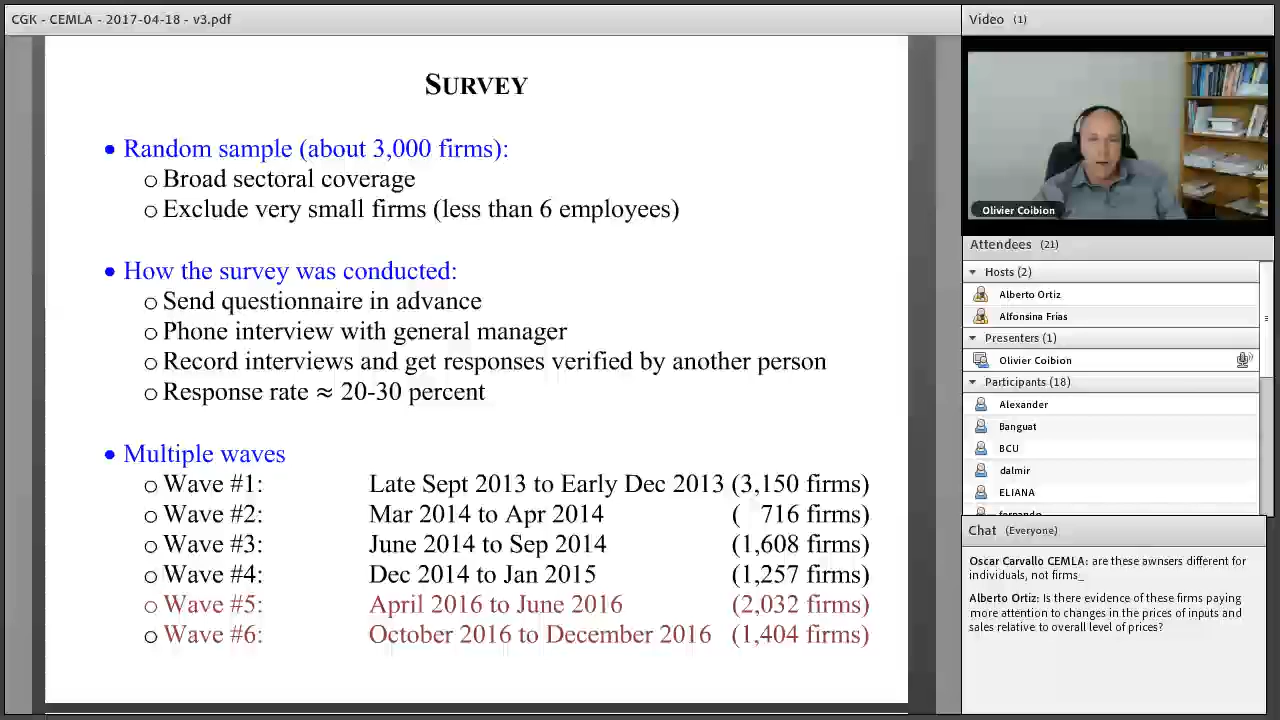 CGK - CEMLA - 2017-04-18 - v3.pdf
SURVEY
• Random sample (about 3,000 firms):
o Broad sectoral coverage
o Exclude very small firms (less than 6 employees)
• How the survey was conducted:
o Send questionnaire in advance
o Phone interview with general manager
o Record interviews and get responses verified by another person
o Response rate ≈ 20-30 percent
• Multiple waves
o Wave #1: Late Sept 2013 to Early Dec 2013 (3,150 firms)
o Wave #2: Mar 2014 to Apr 2014 ( 716 firms)
o Wave #3: June 2014 to Sep 2014 (1,608 firms)
o Wave #4: Dec 2014 to Jan 2015 (1,257 firms)
o Wave #5: April 2016 to June 2016 (2,032 firms)
o Wave #6: October 2016 to December 2016 (1,404 firms)
Video (1)
Olivier Coibion
Attendees (21)
Hosts (2)
Alberto Ortiz
Alfonsina Frías
Presenters (1)
Olivier Coibion
Participants (18)
Alexander
Banguat
BCU
dalmir
ELIANA
Chat (Everyone)
Oscar Carvallo CEMLA: are these awnsers different for
individuals, not firms_
Alberto Ortiz: Is there evidence of these firms paying
more attention to changes in the prices of inputs and
sales relative to overall level of prices?